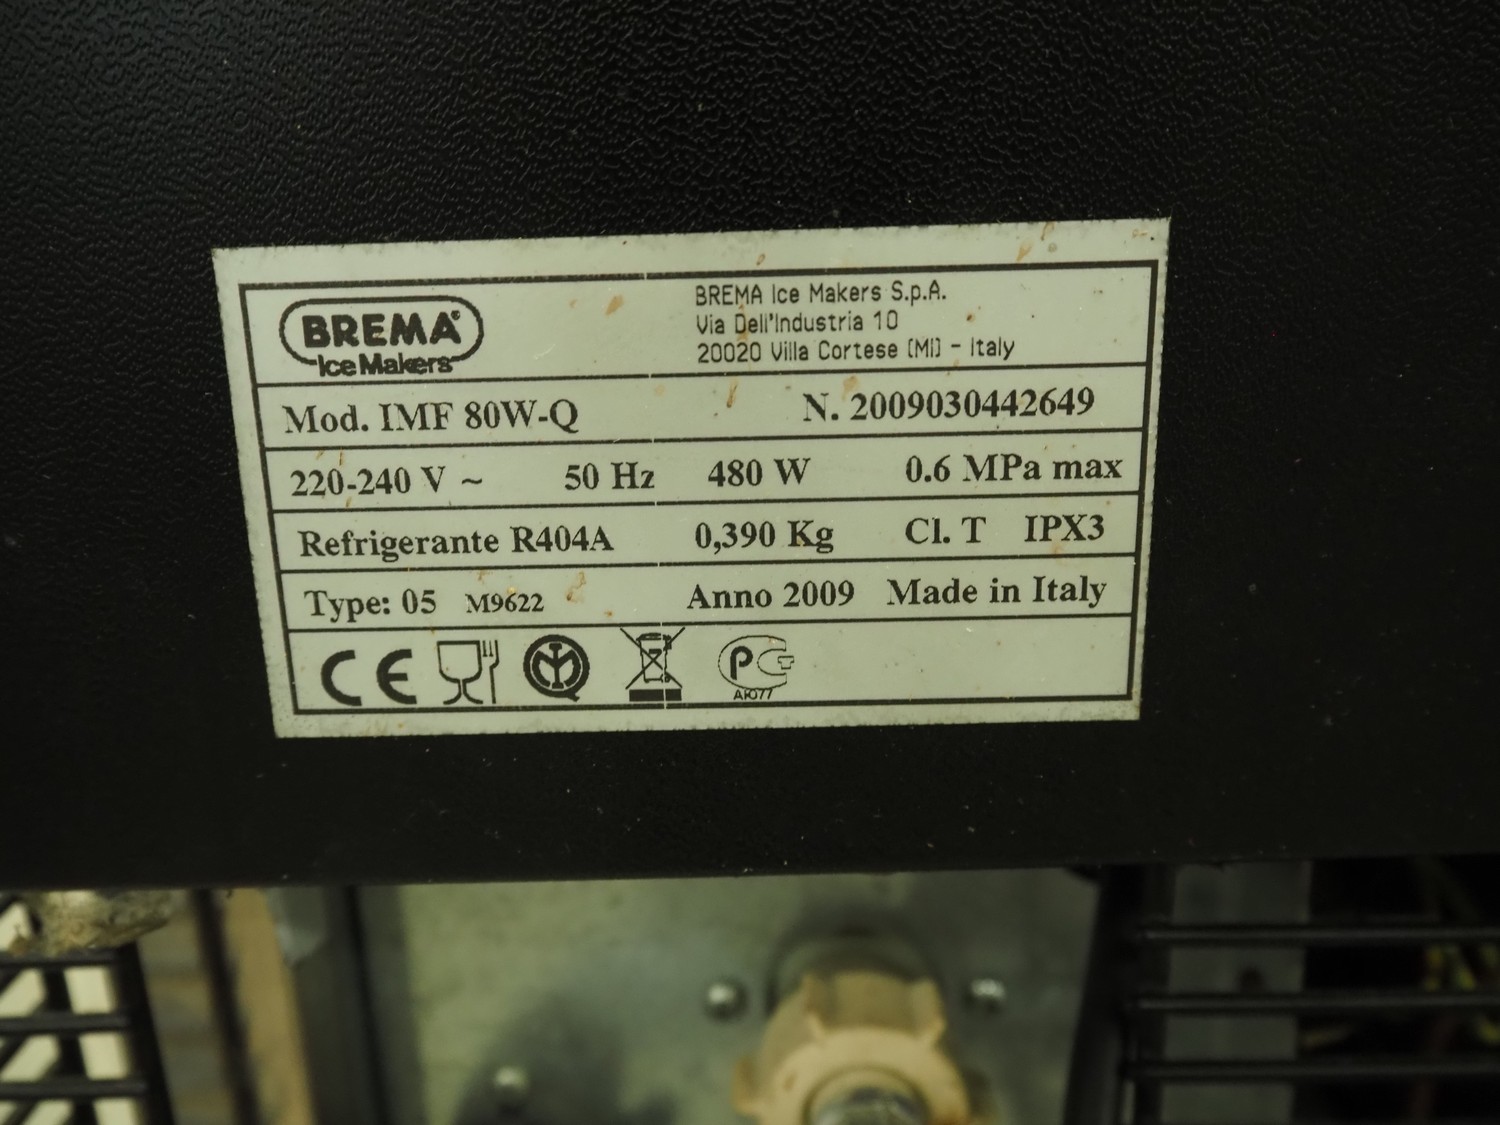 BREMA®
Ice Makers
BREMA Ice Makers S.p.A.
Via Dell'Industria 10
20020 Villa Cortese (MI) - Italy
Mod. IMF 80W-Q N. 2009030442649
220-240 V ~ 50 Hz 480 W 0.6 MPa max
Refrigerante R404A 0,390 Kg Cl. T IPX3
Type: 05 M9622 Anno 2009 Made in Italy
CE
PG